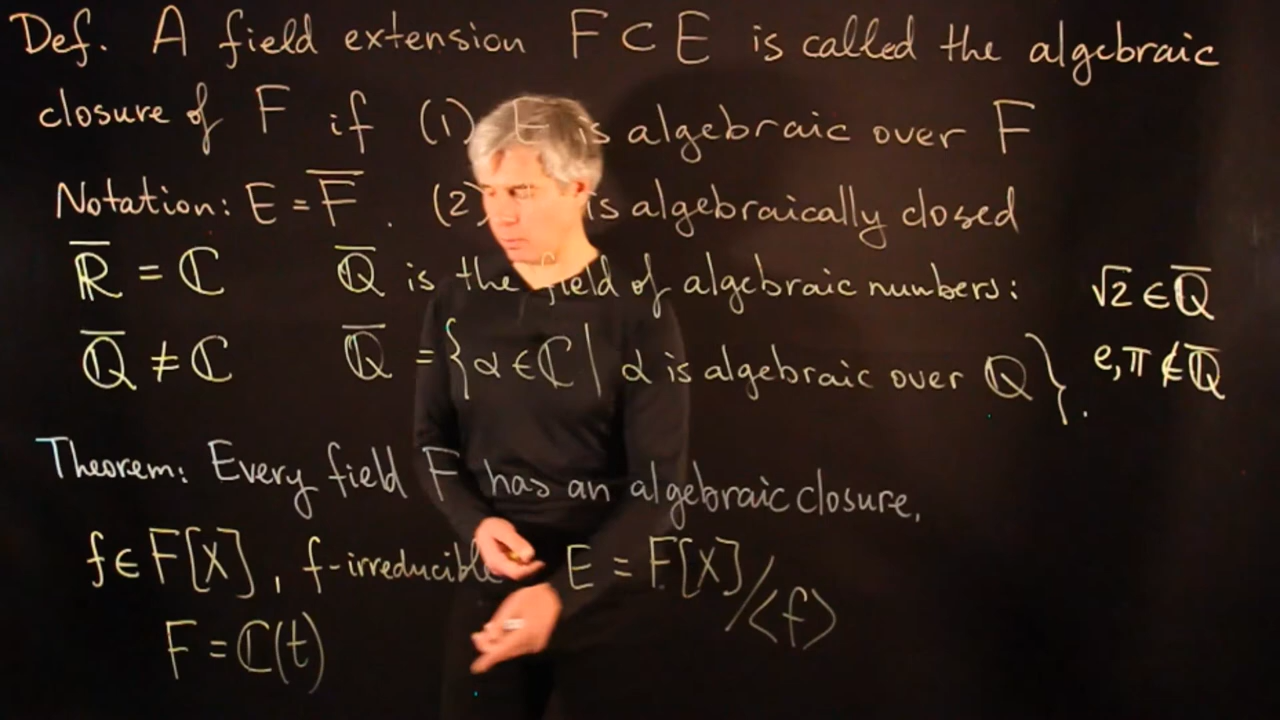 Def. A field extension F ⊂ E is called the algebraic
closure of F if (1) E is algebraic over F
Notation: E = F̅ . (2) is algebraically closed
R̅ = ℂ ℚ̅ is the field of algebraic numbers: √2 ∈ ℚ̅
ℚ̅ ≠ ℂ ℚ̅ = {α ∈ ℂ | α is algebraic over ℚ}. e, π ∉ ℚ̅
Theorem: Every field F has an algebraic closure.
f ∈ F[X], f-irreducible E = F[X]/⟨f⟩
F = ℂ(t)